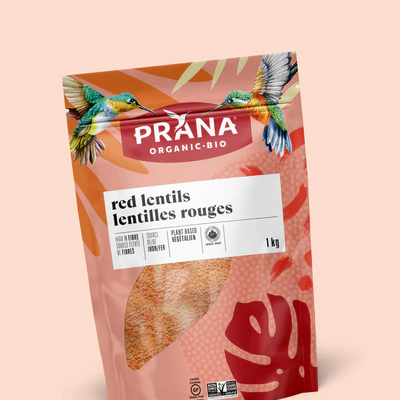 PRANA
ORGANIC·BIO
red lentils
lentilles rouges
HIGH IN FIBRE
SOURCE ÉLEVÉE
DE FIBRES
SOURCE
OF/DE
IRON/FER
PLANT-BASED
VÉGÉTALIEN
1 kg